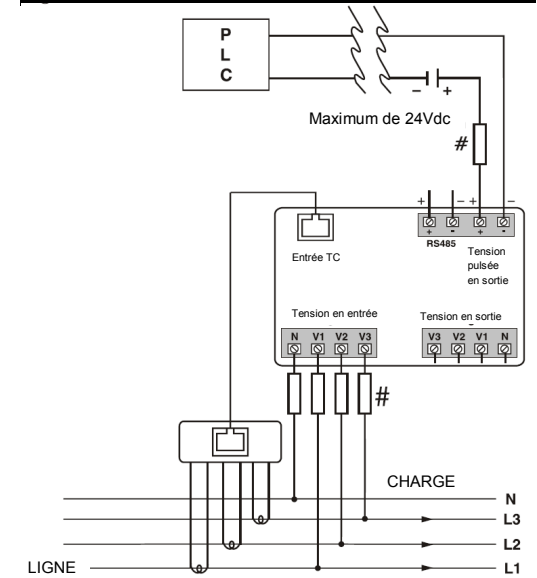 P
L
C
– +
Maximum de 24Vdc
#
+ – + –
+ - + -
RS485
Tension
pulsée
en sortie
Entrée TC
Tension en entrée
Tension en sortie
N V1 V2 V3
V3 V2 V1 N
#
CHARGE
N
L3
L2
LIGNE
L1